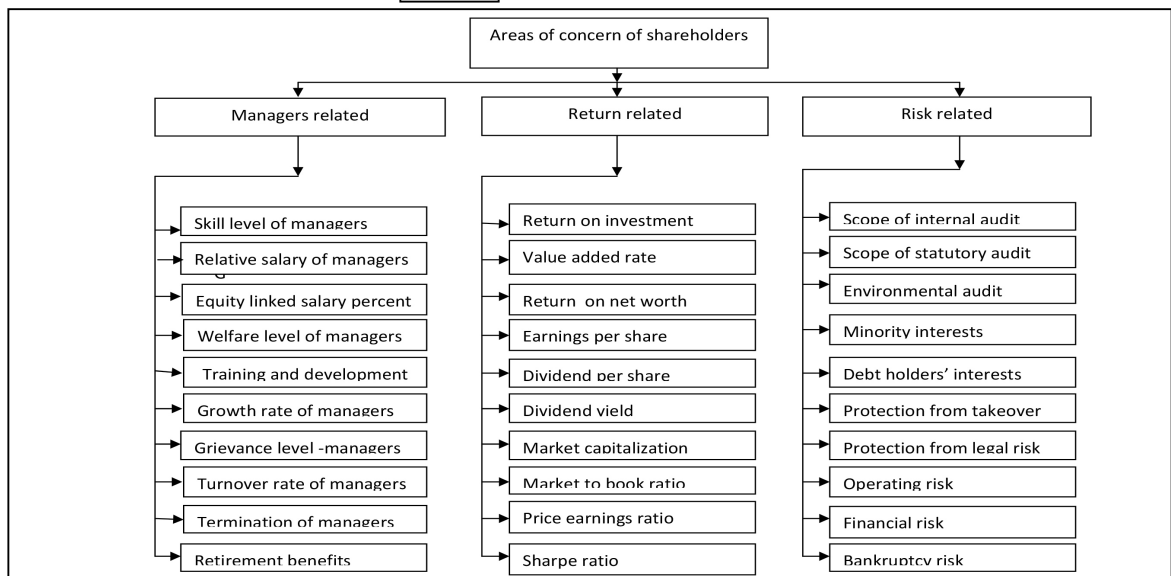 Areas of concern of shareholders
Managers related
Skill level of managers
Relative salary of managers
Equity linked salary percent
Welfare level of managers
Training and development
Growth rate of managers
Grievance level -managers
Turnover rate of managers
Termination of managers
Retirement benefits
Return related
Return on investment
Value added rate
Return on net worth
Earnings per share
Dividend per share
Dividend yield
Market capitalization
Market to book ratio
Price earnings ratio
Sharpe ratio
Risk related
Scope of internal audit
Scope of statutory audit
Environmental audit
Minority interests
Debt holders’ interests
Protection from takeover
Protection from legal risk
Operating risk
Financial risk
Bankruptcy risk